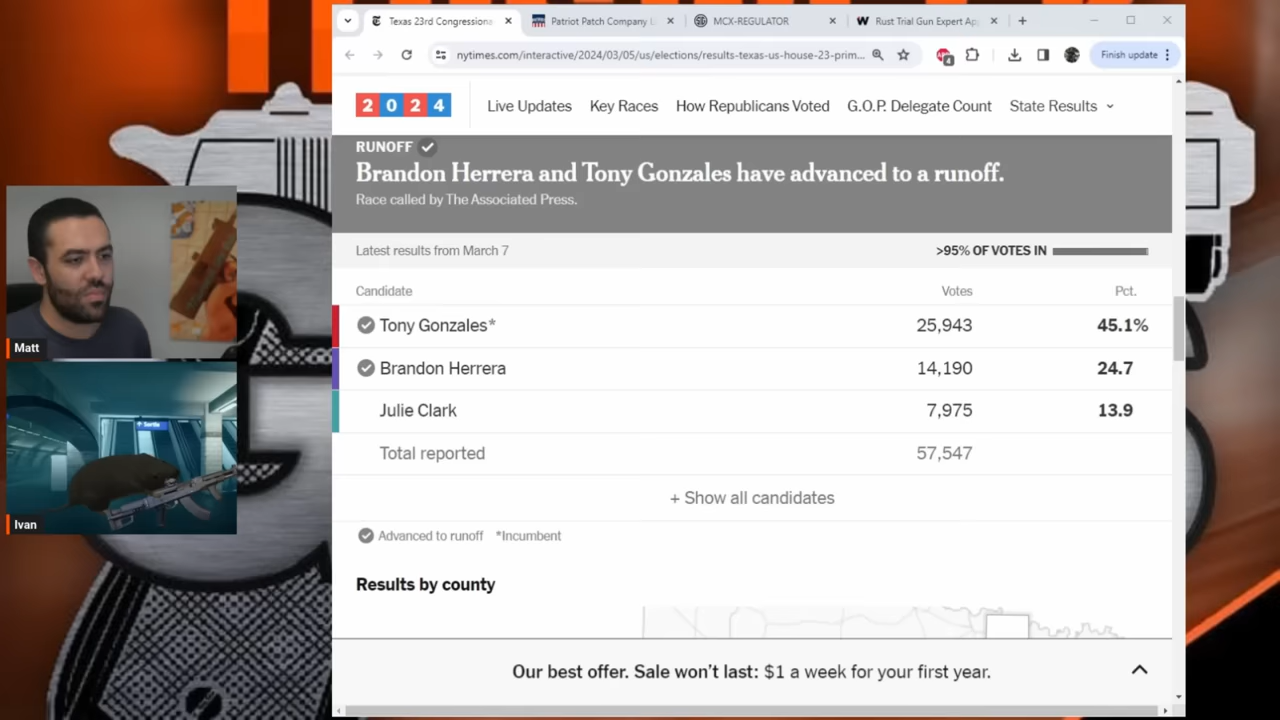 Texas 23rd Congressiona
Patriot Patch Company L
MCX-REGULATOR
Rust Trial Gun Expert Ap
nytimes.com/interactive/2024/03/05/us/elections/results-texas-us-house-23-prim...
4
Finish update
2024
Live Updates
Key Races
How Republicans Voted
G.O.P. Delegate Count
State Results
RUNOFF
Brandon Herrera and Tony Gonzales have advanced to a runoff.
Race called by The Associated Press.
Latest results from March 7
>95% OF VOTES IN
Candidate Votes Pct.
Tony Gonzales* 25,943 45.1%
Brandon Herrera 14,190 24.7
Julie Clark 7,975 13.9
Total reported 57,547
+ Show all candidates
Advanced to runoff *Incumbent
Results by county
Our best offer. Sale won't last: $1 a week for your first year.
Matt
Sortie
Ivan